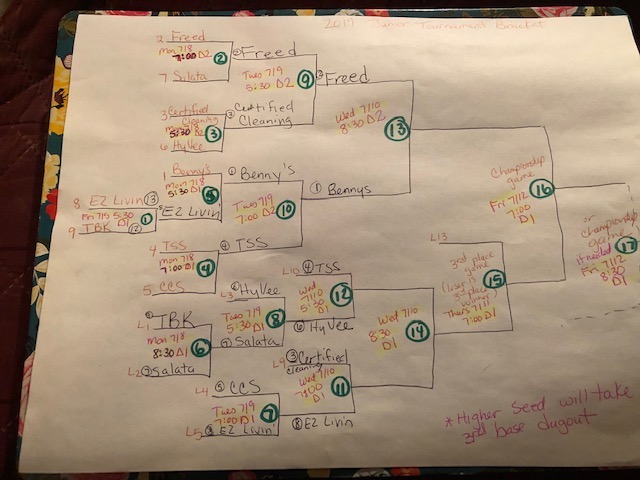 2019 Junior Tournament Bracket
2 Freed
Mon 7/8
7:00 D2
2
7 Salata
② Freed
Tues 7/9
5:30 D2
9
3 Certified
Cleaning
Mon 7/8
5:30 D2
3
6 HyVee
③ Certified
Cleaning
② Freed
Wed 7/10
8:30 D2
13
1 Benny's
Mon 7/8
5:30 D1
5
8 EZ Livin ⑬
Fri 7/5 5:30
D1
1
9 TBK ⑫
8 EZ Livin
① Benny's
Tues 7/9
7:00 D2
10
① Bennys
4 TSS
Mon 7/8
7:00 D1
4
5 CCS
④ TSS
Championship
game
Fri 7/12
7:00
D1
16
or
Championship
game
if needed
Fri 7/12
8:30
D1
17
L13
3rd place
game
(loser is
3rd place
winner)
Thurs 7/11
7:00 D1
15
L1 ⑨ TBK
Mon 7/8
8:30 D1
6
L2 ⑦ Salata
L3 ⑥ HyVee
Tues 7/9
5:30 D1
8
⑦ Salata
L10 ④ TSS
Wed
7/10
5:30
D1
12
⑥ HyVee
Wed 7/10
8:30
D1
14
L4 ⑤ CCS
Tues 7/9
7:00 D1
7
L5 ⑧ EZ Livin'
L9 ③ Certified
cleaning
Wed 7/10
7:00
D1
11
⑧ EZ Livin
* Higher Seed will take
3rd base dugout